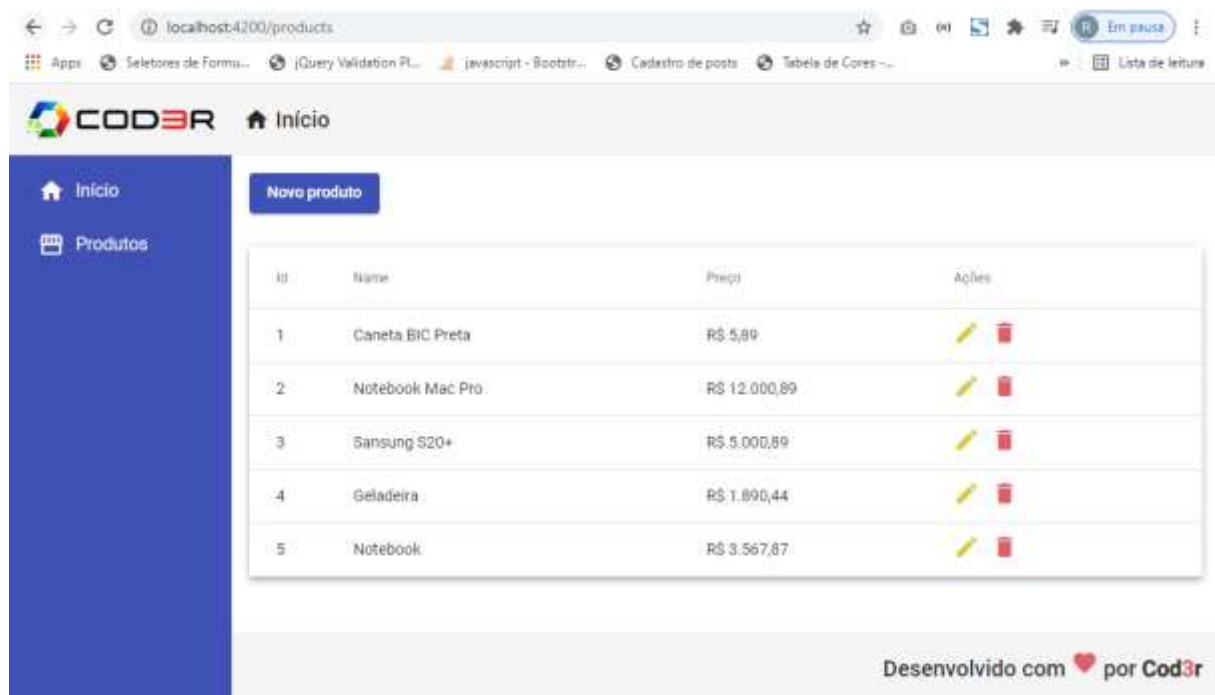 localhost:4200/products
Em pausa
Apps Seletores de Formu... jQuery Validation Pl... javascript - Bootstr... Cadastro de posts Tabela de Cores -... Lista de leitura
COD3R Início
Início
Produtos
Novo produto
Id Name Preço Ações
1 Caneta BIC Preta R$ 5,89
2 Notebook Mac Pro R$ 12.000,89
3 Sansung S20+ R$ 5.000,89
4 Geladeira R$ 1.890,44
5 Notebook R$ 3.567,87
Desenvolvido com por Cod3r